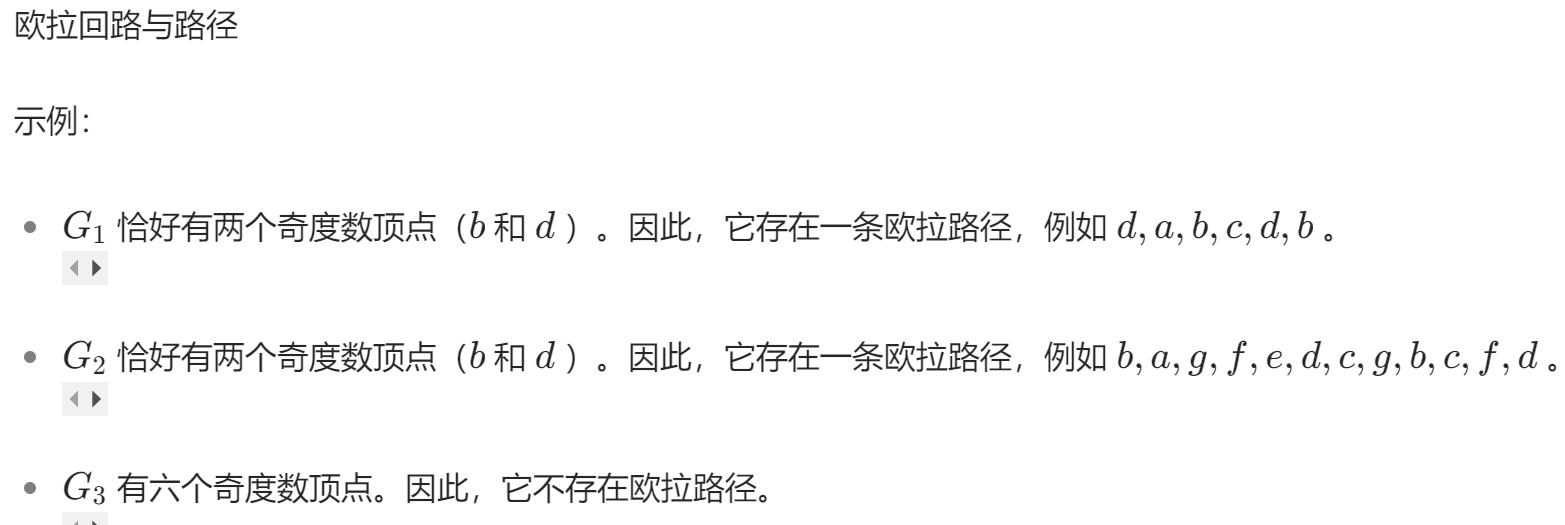 欧拉回路与路径
示例：
• G₁ 恰好有两个奇度数顶点（b 和 d ）。因此，它存在一条欧拉路径，例如 d, a, b, c, d, b 。
• G₂ 恰好有两个奇度数顶点（b 和 d ）。因此，它存在一条欧拉路径，例如 b, a, g, f, e, d, c, g, b, c, f, d 。
• G₃ 有六个奇度数顶点。因此，它不存在欧拉路径。